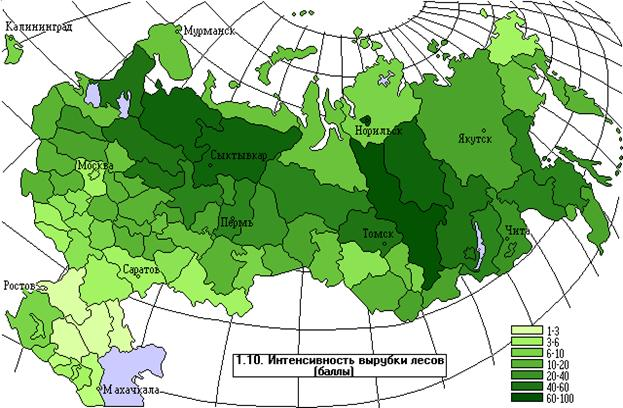 Калининград
Мурманск
Норильск
Якутск
Сыктывкар
Москва
Пермь
Томск
Чита
Саратов
Ростов
Махачкала
1.10. Интенсивность вырубки лесов
(баллы)
1-3
3-6
6-10
10-20
20-40
40-60
60-100